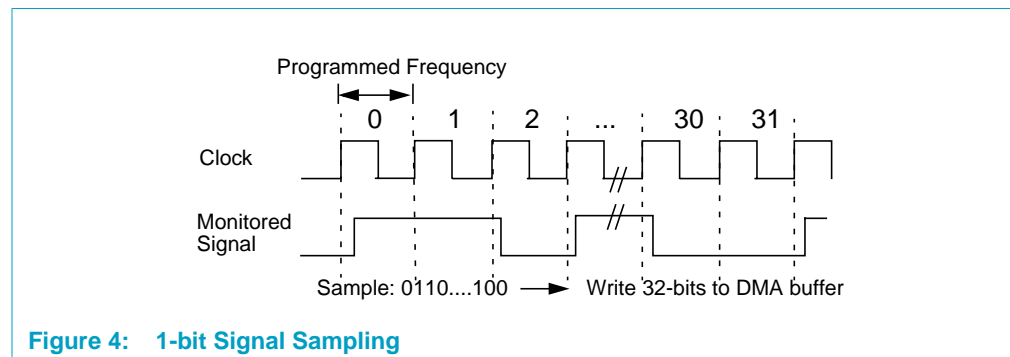 Programmed Frequency
0 1 2 ... 30 31
Clock
Monitored
Signal
Sample: 0110....100 Write 32-bits to DMA buffer
Figure 4: 1-bit Signal Sampling